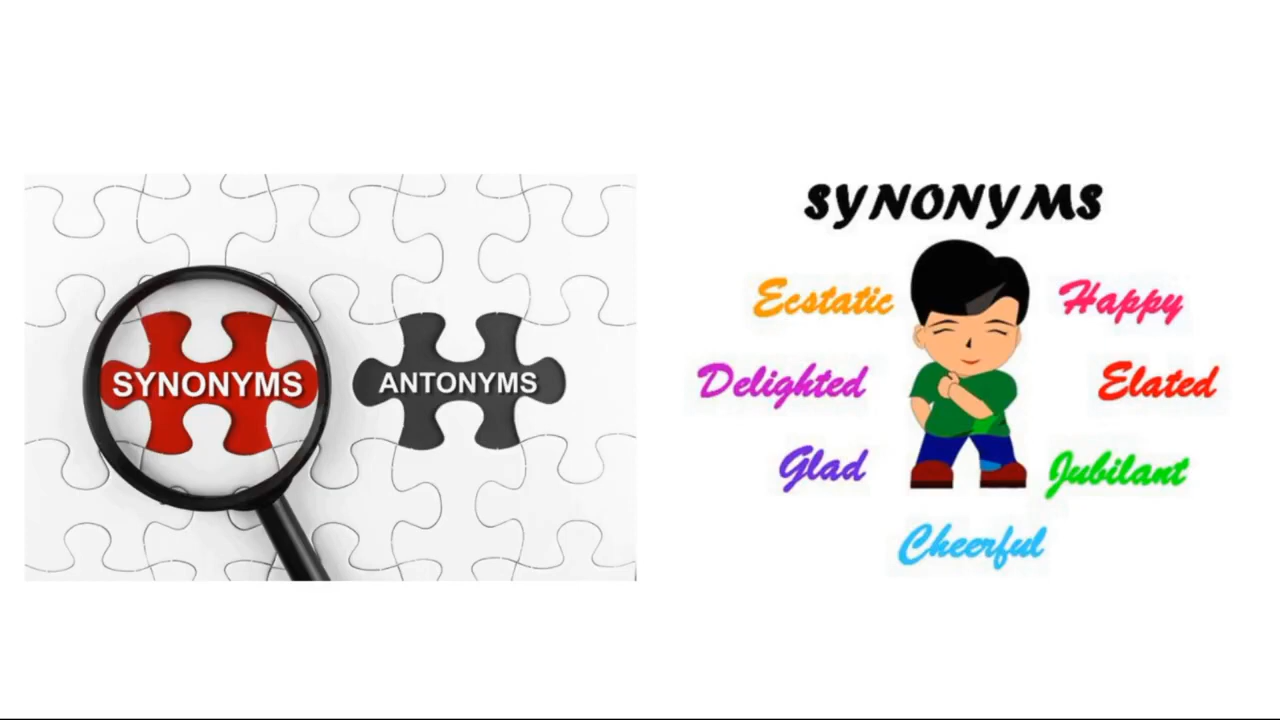 SYNONYMS
ANTONYMS
SYNONYMS
Ecstatic
Happy
Delighted
Elated
Glad
Jubilant
Cheerful